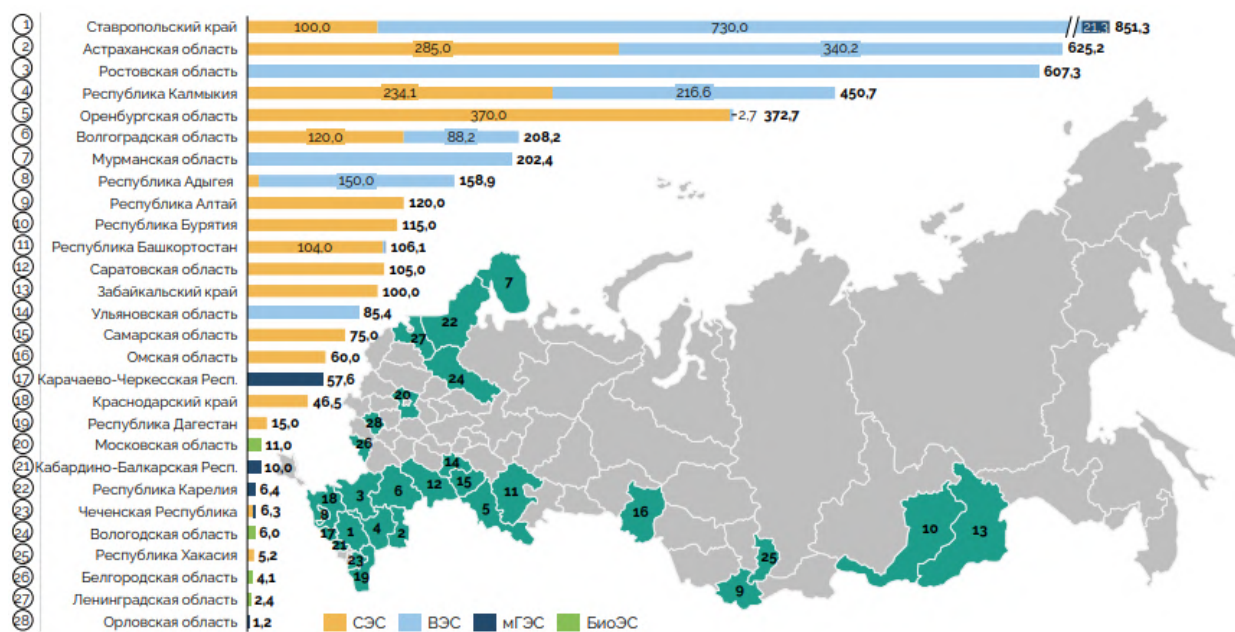 1 Ставропольский край 100,0 730,0 21,3 851,3
2 Астраханская область 285,0 340,2 625,2
3 Ростовская область 607,3
4 Республика Калмыкия 234,1 216,6 450,7
5 Оренбургская область 370,0 2,7 372,7
6 Волгоградская область 120,0 88,2 208,2
7 Мурманская область 202,4
8 Республика Адыгея 150,0 158,9
9 Республика Алтай 120,0
10 Республика Бурятия 115,0
11 Республика Башкортостан 104,0 106,1
12 Саратовская область 105,0
13 Забайкальский край 100,0
14 Ульяновская область 85,4
15 Самарская область 75,0
16 Омская область 60,0
17 Карачаево-Черкесская Респ. 57,6
18 Краснодарский край 46,5
19 Республика Дагестан 15,0
20 Московская область 11,0
21 Кабардино-Балкарская Респ. 10,0
22 Республика Карелия 6,4
23 Чеченская Республика 6,3
24 Вологодская область 6,0
25 Республика Хакасия 5,2
26 Белгородская область 4,1
27 Ленинградская область 2,4
28 Орловская область 1,2
СЭС ВЭС мГЭС БиоЭС
7
22
27
24
20
28
26
14
18 3 6 12 15 11
5
16
8
17 1 4 2
21
23
19
10 13
25
9